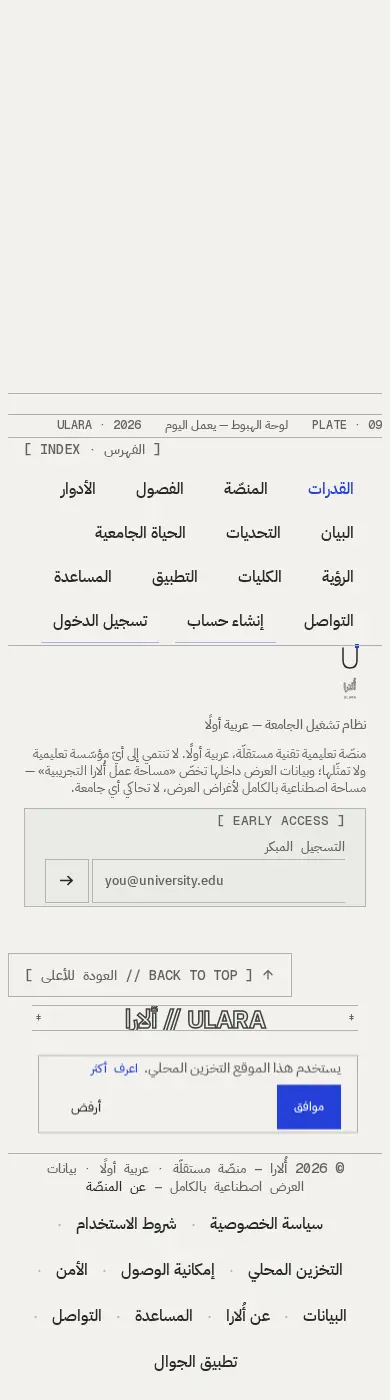 PLATE · 09 لوحة الهبوط — يعمل اليوم ULARA · 2026
[ الفهرس · INDEX ]
القدرات المنصّة الفصول الأدوار
البيان التحديات الحياة الجامعية
الرؤية الكليات التطبيق المساعدة
التواصل إنشاء حساب تسجيل الدخول
أُلارا
ULARA
نظام تشغيل الجامعة — عربية أولًا
منصّة تعليمية تقنية مستقلّة، عربية أولًا. لا تنتمي إلى أيّ مؤسّسة تعليمية
ولا تمثّلها؛ وبيانات العرض داخلها تخصّ «مساحة عمل أُلارا التجريبية» —
مساحة اصطناعية بالكامل لأغراض العرض، لا تحاكي أي جامعة.
[ EARLY ACCESS ]
التسجيل المبكر
you@university.edu →
↑ [ العودة للأعلى // BACK TO TOP ]
* أُلارا // ULARA *
يستخدم هذا الموقع التخزين المحلي. اعرف أكثر
موافق أرفض
© 2026 أُلارا — منصّة مستقلّة · عربية أولًا · بيانات
العرض اصطناعية بالكامل — عن المنصّة
سياسة الخصوصية · شروط الاستخدام ·
التخزين المحلي · إمكانية الوصول · الأمن ·
البيانات · عن أُلارا · المساعدة · التواصل ·
تطبيق الجوال